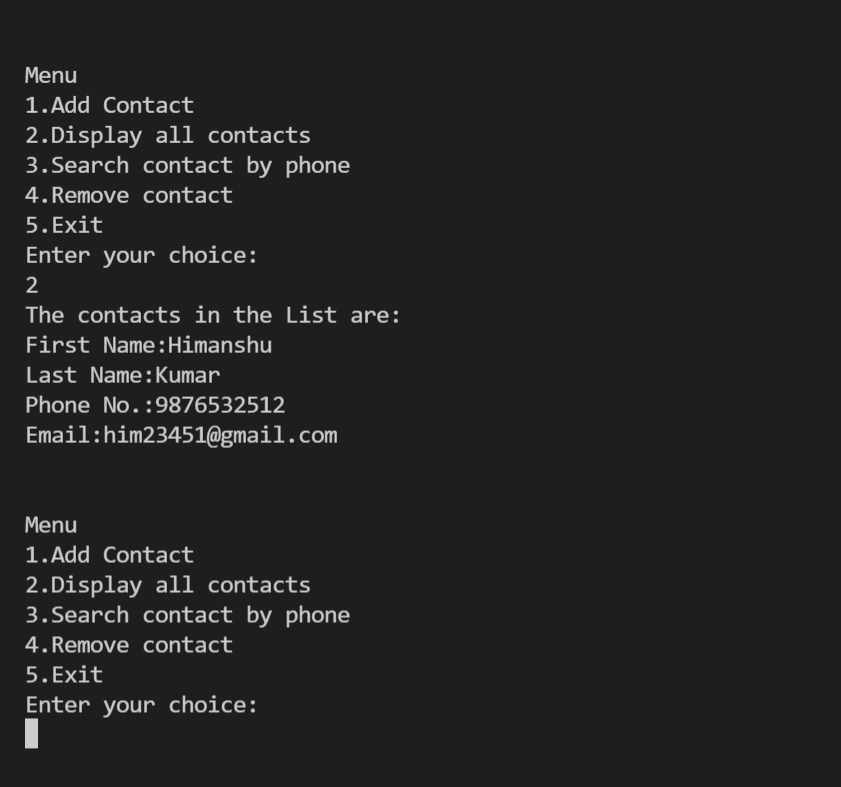 Menu
1.Add Contact
2.Display all contacts
3.Search contact by phone
4.Remove contact
5.Exit
Enter your choice:
2
The contacts in the List are:
First Name:Himanshu
Last Name:Kumar
Phone No.:9876532512
Email:him23451@gmail.com
Menu
1.Add Contact
2.Display all contacts
3.Search contact by phone
4.Remove contact
5.Exit
Enter your choice: